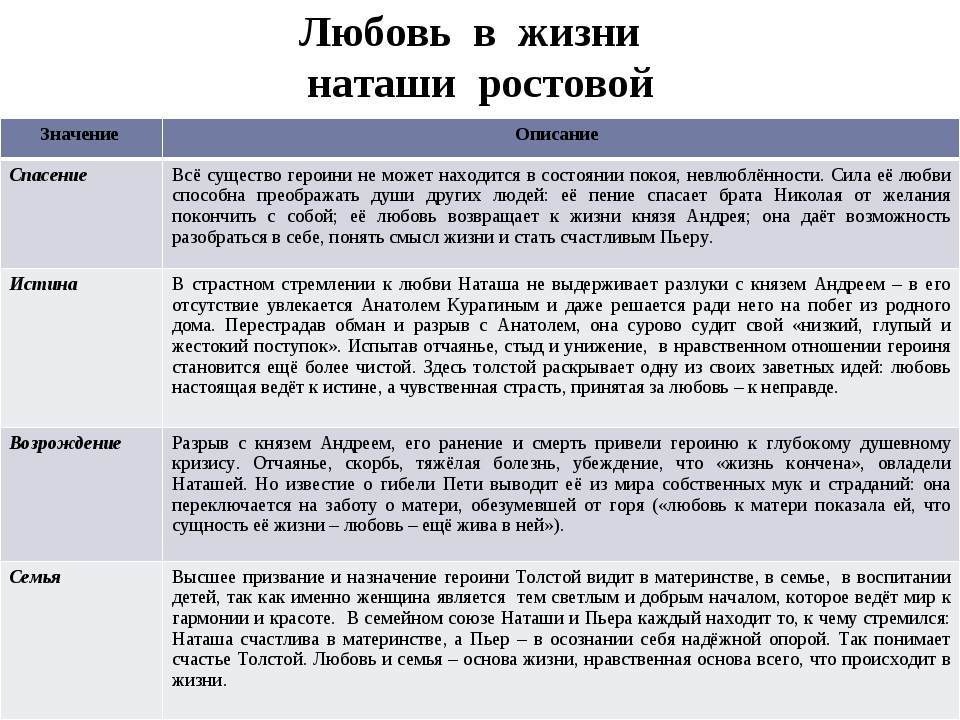 Любовь в жизни
наташи ростовой
Значение
Описание
Спасение
Всё существо героини не может находится в состоянии покоя, невлюблённости. Сила её любви
способна преображать души других людей: её пение спасает брата Николая от желания
покончить с собой; её любовь возвращает к жизни князя Андрея; она даёт возможность
разобраться в себе, понять смысл жизни и стать счастливым Пьеру.
Истина
В страстном стремлении к любви Наташа не выдерживает разлуки с князем Андреем – в его
отсутствие увлекается Анатолем Курагиным и даже решается ради него на побег из родного
дома. Перестрадав обман и разрыв с Анатолем, она сурово судит свой «низкий, глупый и
жестокий поступок». Испытав отчаянье, стыд и унижение, в нравственном отношении героиня
становится ещё более чистой. Здесь толстой раскрывает одну из своих заветных идей: любовь
настоящая ведёт к истине, а чувственная страсть, принятая за любовь – к неправде.
Возрождение
Разрыв с князем Андреем, его ранение и смерть привели героиню к глубокому душевному
кризису. Отчаянье, скорбь, тяжёлая болезнь, убеждение, что «жизнь кончена», овладели
Наташей. Но известие о гибели Пети выводит её из мира собственных мук и страданий: она
переключается на заботу о матери, обезумевшей от горя («любовь к матери показала ей, что
сущность её жизни – любовь – ещё жива в ней»).
Семья
Высшее призвание и назначение героини Толстой видит в материнстве, в семье, в воспитании
детей, так как именно женщина является тем светлым и добрым началом, которое ведёт мир к
гармонии и красоте. В семейном союзе Наташи и Пьера каждый находит то, к чему стремился:
Наташа счастлива в материнстве, а Пьер – в осознании себя надёжной опорой. Так понимает
счастье Толстой. Любовь и семья – основа жизни, нравственная основа всего, что происходит в
жизни.